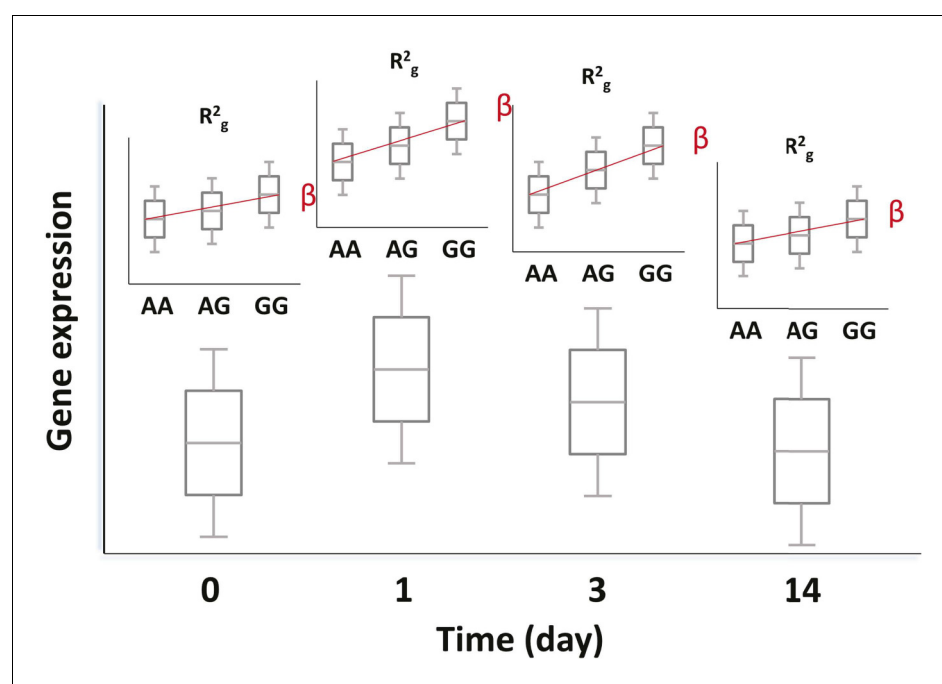 Gene expression
R²g
β
AA AG GG
R²g
β
AA AG GG
R²g
β
AA AG GG
R²g
β
AA AG GG
0 1 3 14
Time (day)